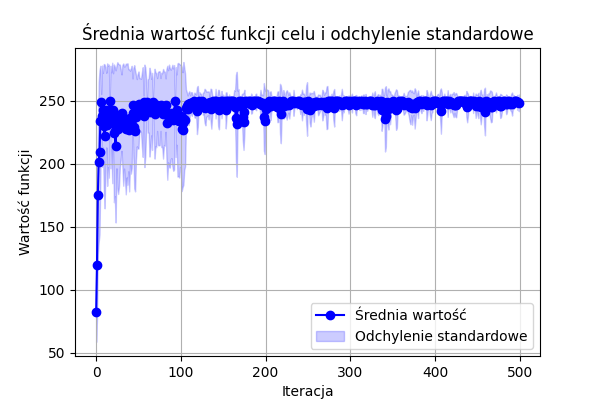 Średnia wartość funkcji celu i odchylenie standardowe
Wartość funkcji
250
200
150
100
50
0
100
200
300
400
500
Iteracja
Średnia wartość
Odchylenie standardowe